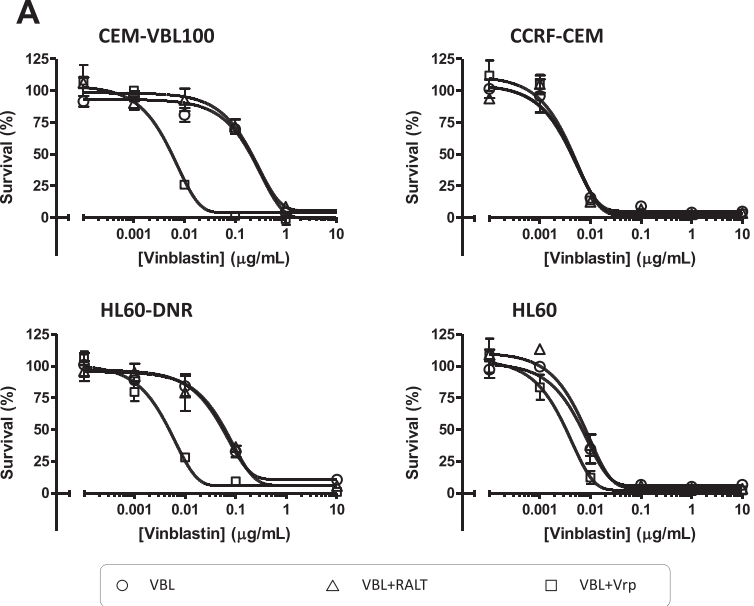 A
CEM-VBL100
CCRF-CEM
Survival (%)
125
100
75
50
25
0
0.001 0.01 0.1 1 10
[Vinblastin] (μg/mL)
Survival (%)
125
100
75
50
25
0
0.001 0.01 0.1 1 10
[Vinblastin] (μg/mL)
HL60-DNR
HL60
Survival (%)
125
100
75
50
25
0
0.001 0.01 0.1 1 10
[Vinblastin] (μg/mL)
Survival (%)
125
100
75
50
25
0
0.001 0.01 0.1 1 10
[Vinblastin] (μg/mL)
VBL VBL+RALT VBL+Vrp